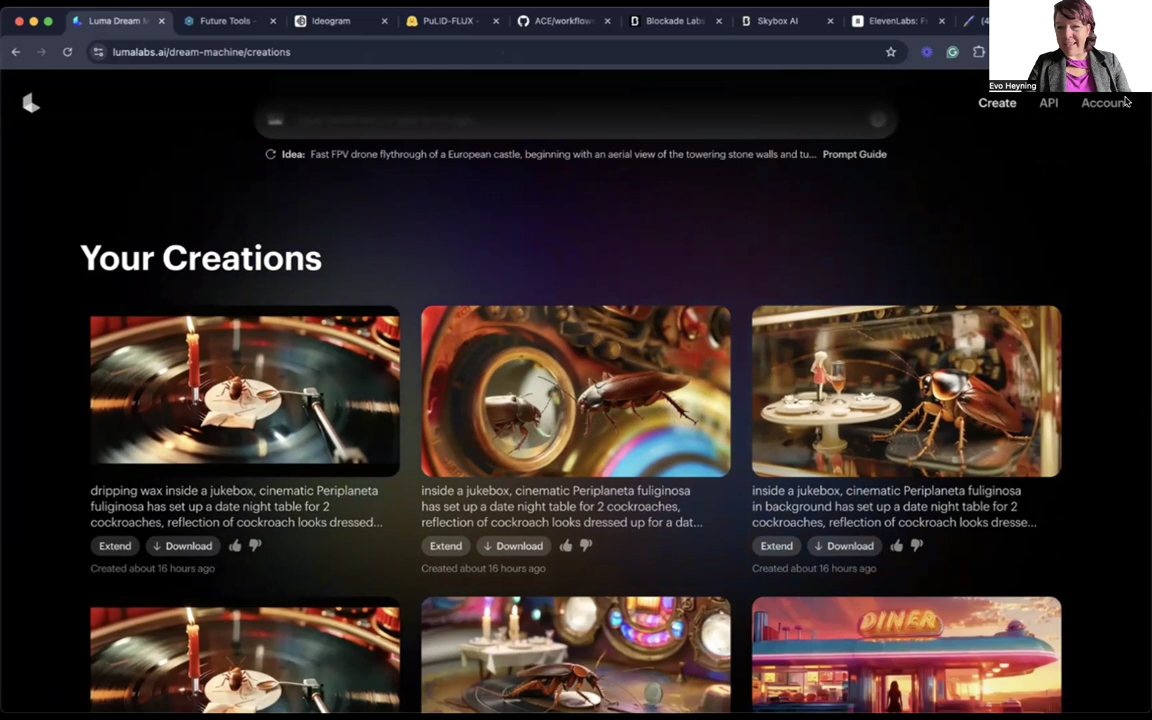 Luma Dream M
Future Tools -
Ideogram
PuLID-FLUX -
ACE/workflow
Blockade Labs
Skybox AI
ElevenLabs: F
(4
lumalabs.ai/dream-machine/creations
Evo Heyning
Create
API
Accoun
Idea: Fast FPV drone flythrough of a European castle, beginning with an aerial view of the towering stone walls and tu...
Prompt Guide
Your Creations
dripping wax inside a jukebox, cinematic Periplaneta
fuliginosa has set up a date night table for 2
cockroaches, reflection of cockroach looks dressed...
Extend
Download
Created about 16 hours ago
inside a jukebox, cinematic Periplaneta fuliginosa
has set up a date night table for 2 cockroaches,
reflection of cockroach looks dressed up for a dat...
Extend
Download
Created about 16 hours ago
inside a jukebox, cinematic Periplaneta fuliginosa
in background has set up a date night table for 2
cockroaches, reflection of cockroach looks dresse...
Extend
Download
Created about 16 hours ago
DINER